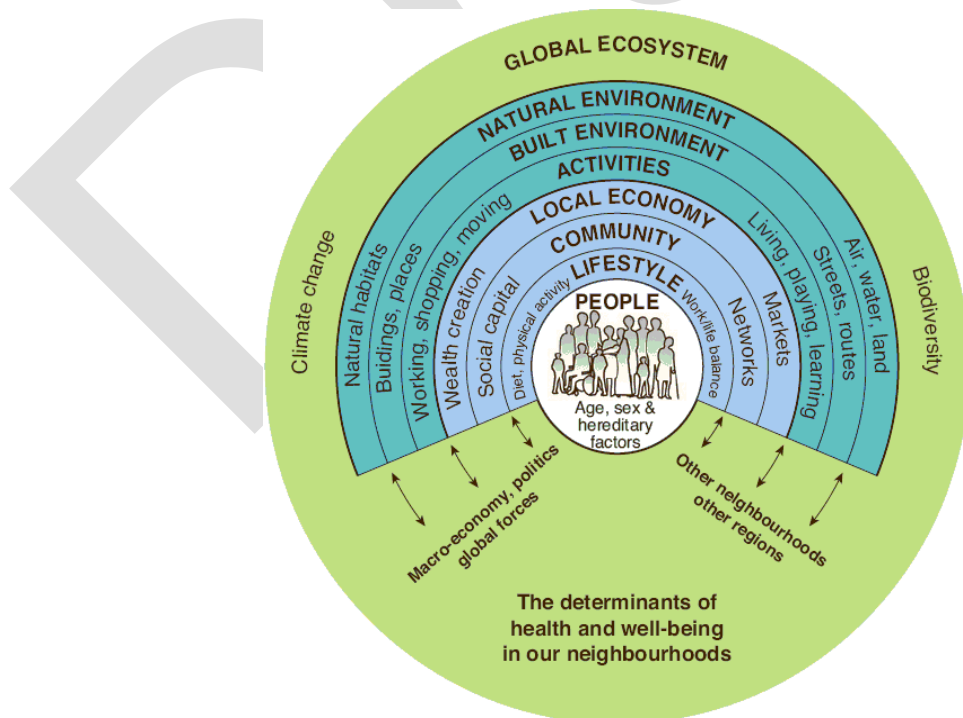 GLOBAL ECOSYSTEM
NATURAL ENVIRONMENT
BUILT ENVIRONMENT
ACTIVITIES
LOCAL ECONOMY
COMMUNITY
LIFESTYLE
PEOPLE
Age, sex &
hereditary
factors
Climate change
Natural habitats
Buidings, places
Working, shopping, moving
Wealth creation
Social capital
Diet, physical activity
Work/life balance
Networks
Markets
Living, playing, learning
Streets, routes
Air, water, land
Biodiversity
Macro-economy, politics
global forces
Other neighbourhoods
other regions
The determinants of
health and well-being
in our neighbourhoods